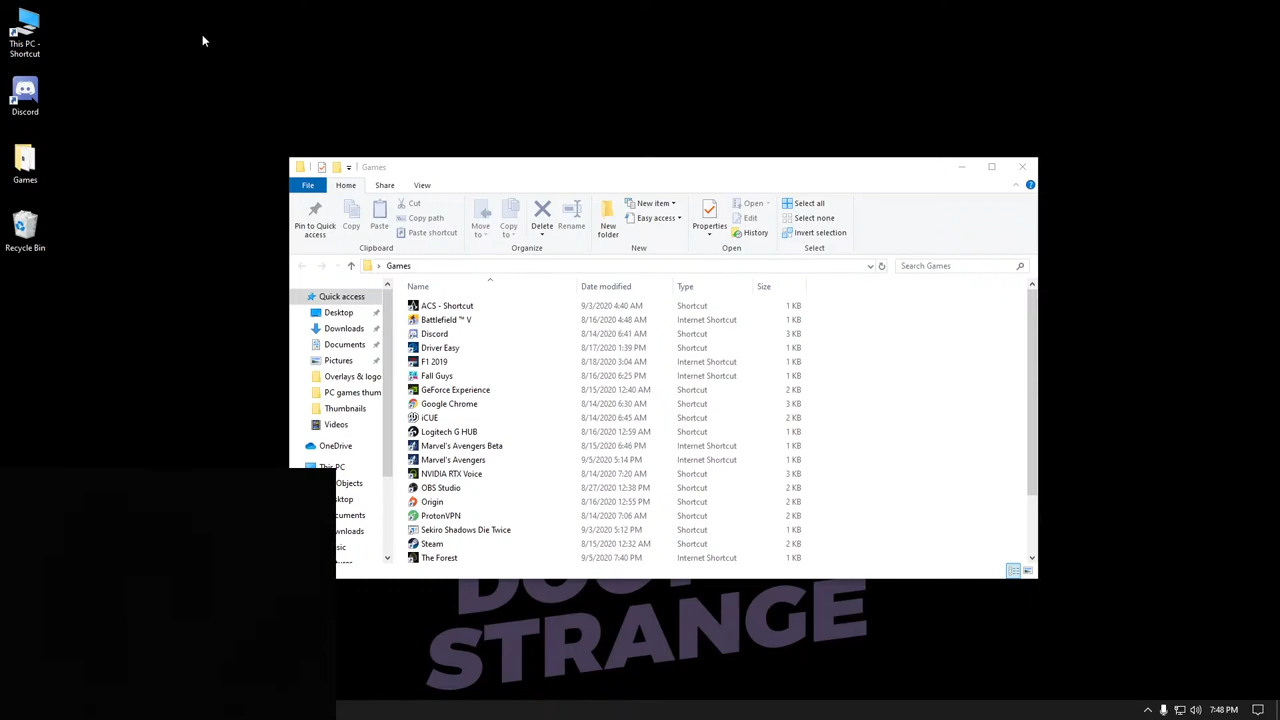 This PC -
Shortcut
Discord
Games
Recycle Bin
Games
File Home Share View
Pin to Quick
access
Copy
Paste
Cut
Copy path
Paste shortcut
Clipboard
Move
to
Copy
to
Delete
Rename
Organize
New
folder
New item
Easy access
New
Properties
Open
Edit
History
Open
Select all
Select none
Invert selection
Select
Games
Search Games
Quick access
Desktop
Downloads
Documents
Pictures
Overlays & logo
PC games thum
Thumbnails
Videos
OneDrive
This PC
Objects
sktop
cuments
wnloads
sic
Name Date modified Type Size
ACS - Shortcut 9/3/2020 4:40 AM Shortcut 1 KB
Battlefield ™ V 8/16/2020 4:48 AM Internet Shortcut 1 KB
Discord 8/14/2020 6:41 AM Shortcut 3 KB
Driver Easy 8/17/2020 1:39 PM Shortcut 1 KB
F1 2019 8/18/2020 3:04 AM Internet Shortcut 1 KB
Fall Guys 8/16/2020 6:25 PM Internet Shortcut 1 KB
GeForce Experience 8/15/2020 12:40 AM Shortcut 2 KB
Google Chrome 8/14/2020 6:30 AM Shortcut 3 KB
iCUE 8/14/2020 6:45 AM Shortcut 2 KB
Logitech G HUB 8/16/2020 12:59 AM Shortcut 1 KB
Marvel's Avengers Beta 8/15/2020 6:46 PM Internet Shortcut 1 KB
Marvel's Avengers 9/5/2020 5:14 PM Internet Shortcut 1 KB
NVIDIA RTX Voice 8/14/2020 7:20 AM Shortcut 3 KB
OBS Studio 8/27/2020 12:38 PM Shortcut 1 KB
Origin 8/16/2020 12:55 PM Shortcut 2 KB
ProtonVPN 8/14/2020 7:06 AM Shortcut 2 KB
Sekiro Shadows Die Twice 9/3/2020 5:12 PM Shortcut 1 KB
Steam 8/15/2020 12:32 AM Shortcut 2 KB
The Forest 9/5/2020 7:40 PM Internet Shortcut 1 KB
STRANGE
7:48 PM